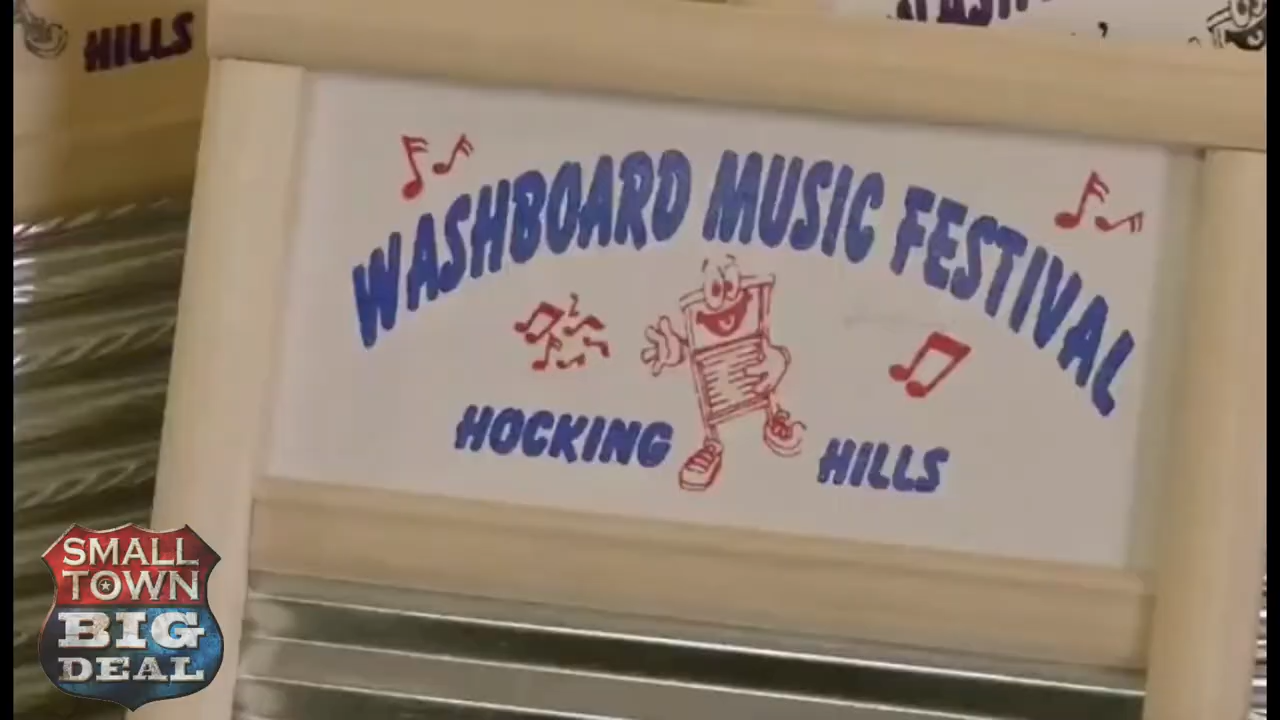 HILLS
WASHBOARD MUSIC FESTIVAL
HOCKING HILLS
SMALL
TOWN
BIG
DEAL